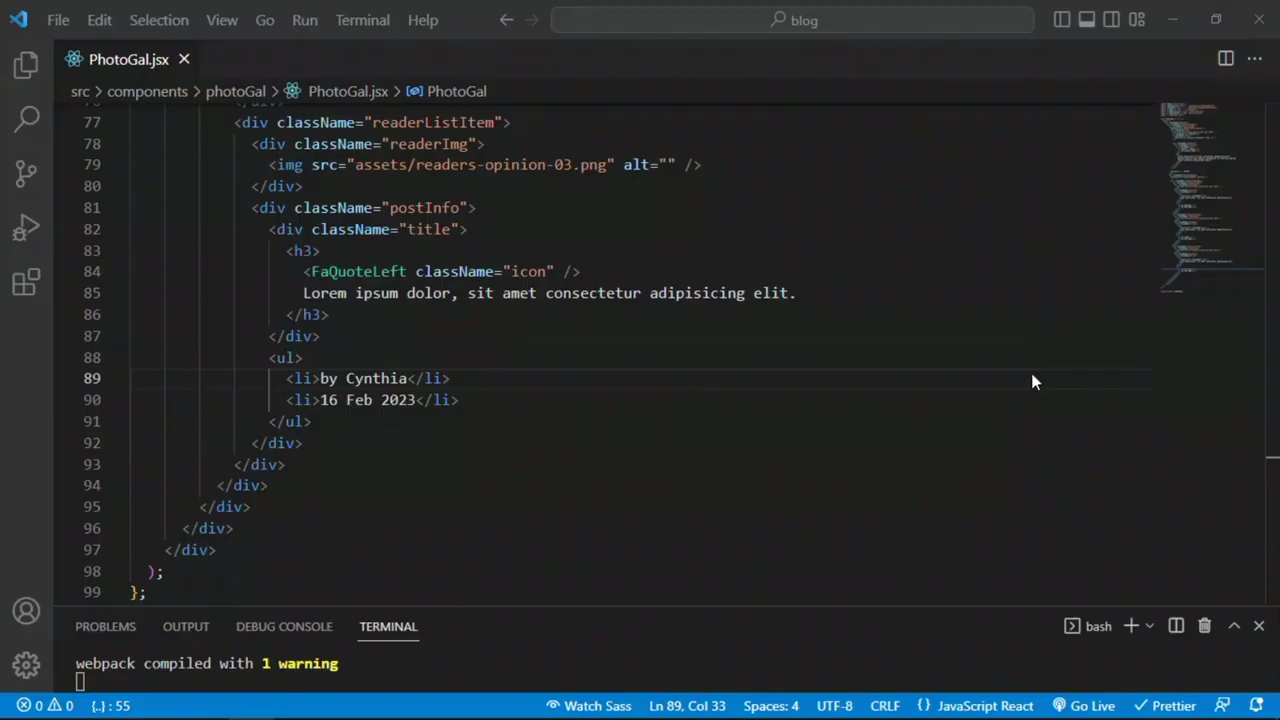 File Edit Selection View Go Run Terminal Help blog
PhotoGal.jsx
src > components > photoGal > PhotoGal.jsx > PhotoGal
77 <div className="readerListItem">
78 <div className="readerImg">
79 <img src="assets/readers-opinion-03.png" alt="" />
80 </div>
81 <div className="postInfo">
82 <div className="title">
83 <h3>
84 <FaQuoteLeft className="icon" />
85 Lorem ipsum dolor, sit amet consectetur adipisicing elit.
86 </h3>
87 </div>
88 <ul>
89 <li>by Cynthia</li>
90 <li>16 Feb 2023</li>
91 </ul>
92 </div>
93 </div>
94 </div>
95 </div>
96 </div>
97 </div>
98 );
99 };
PROBLEMS OUTPUT DEBUG CONSOLE TERMINAL bash
webpack compiled with 1 warning
0 0 {..} : 55 Watch Sass Ln 89, Col 33 Spaces: 4 UTF-8 CRLF {} JavaScript React Go Live Prettier